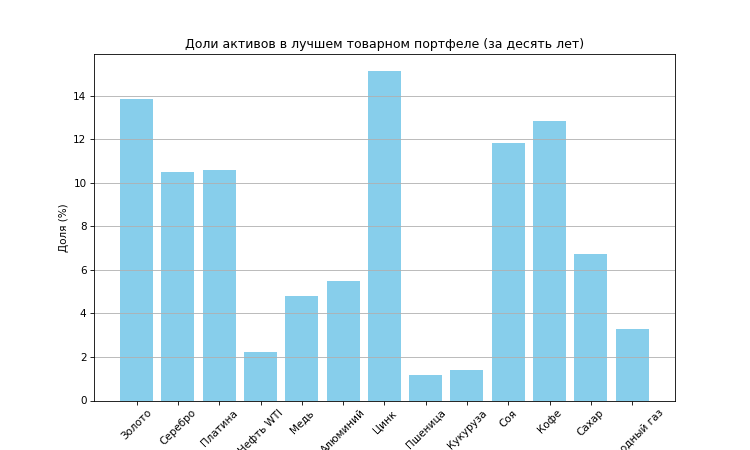 Доли активов в лучшем товарном портфеле (за десять лет)
Доля (%)
14
12
10
8
6
4
2
0
Золото
Серебро
Платина
Нефть WTI
Медь
Алюминий
Цинк
Пшеница
Кукуруза
Соя
Кофе
Сахар
газ